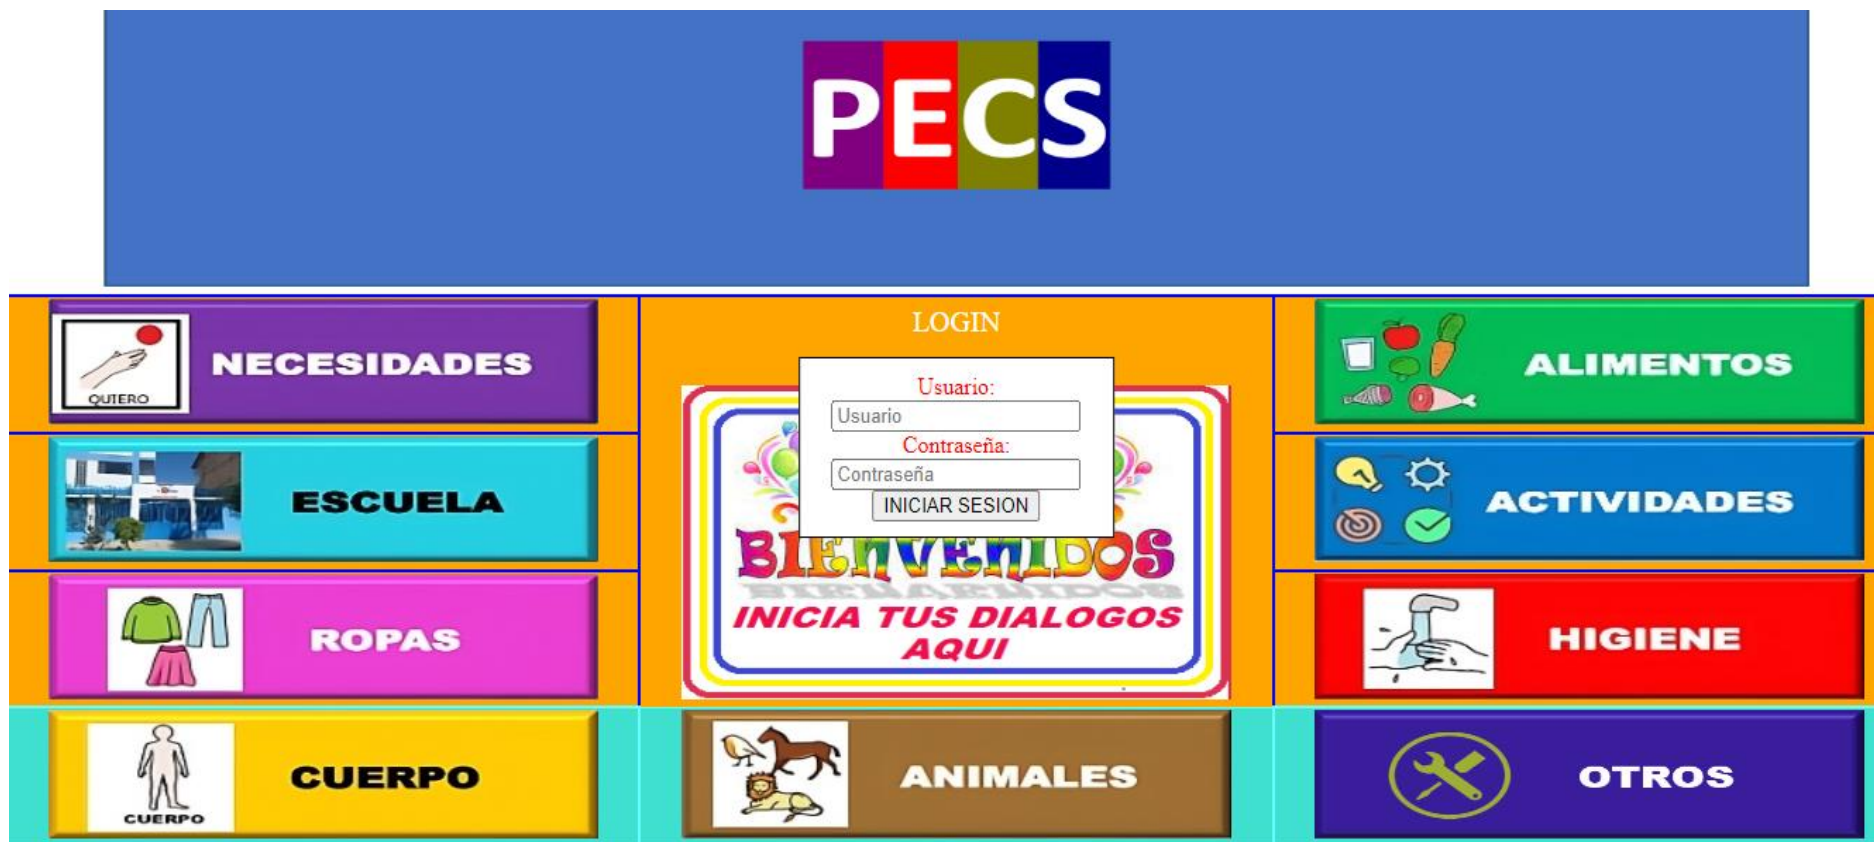 PECS
QUIERO
NECESIDADES
LOGIN
ALIMENTOS
Usuario:
Usuario
Contraseña:
Contraseña
INICIAR SESION
ESCUELA
ACTIVIDADES
BIENVENIDOS
INICIA TUS DIALOGOS
AQUI
ROPAS
HIGIENE
CUERPO
CUERPO
ANIMALES
OTROS